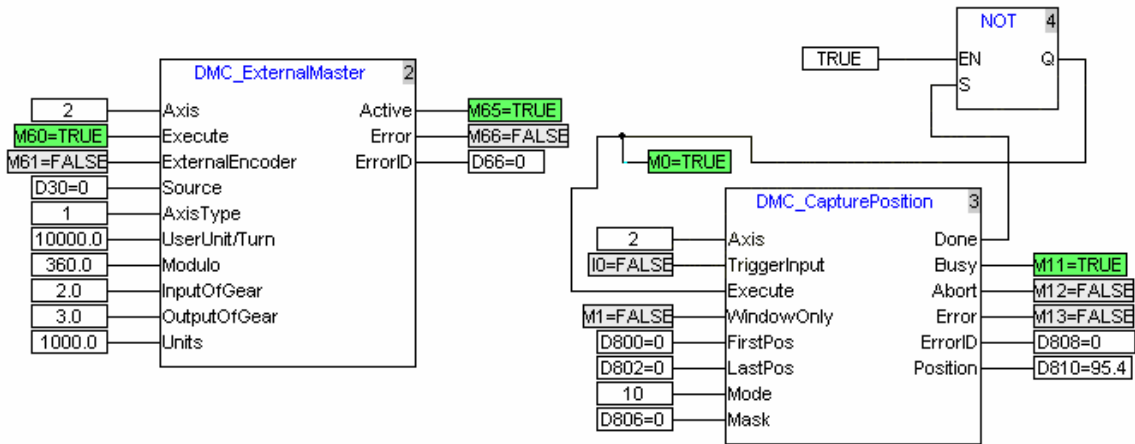 NOT 4
TRUE EN Q
S
DMC_ExternalMaster 2
2 Axis Active M65=TRUE
M60=TRUE Execute Error M66=FALSE
M61=FALSE ExternalEncoder ErrorID D66=0
D30=0 Source
1 AxisType
10000.0 UserUnit/Turn
360.0 Modulo
2.0 InputOfGear
3.0 OutputOfGear
1000.0 Units
M0=TRUE
DMC_CapturePosition 3
2 Axis Done
I0=FALSE TriggerInput Busy M11=TRUE
Execute Abort M12=FALSE
M1=FALSE WindowOnly Error M13=FALSE
D800=0 FirstPos ErrorID D808=0
D802=0 LastPos Position D810=95.4
10 Mode
D806=0 Mask